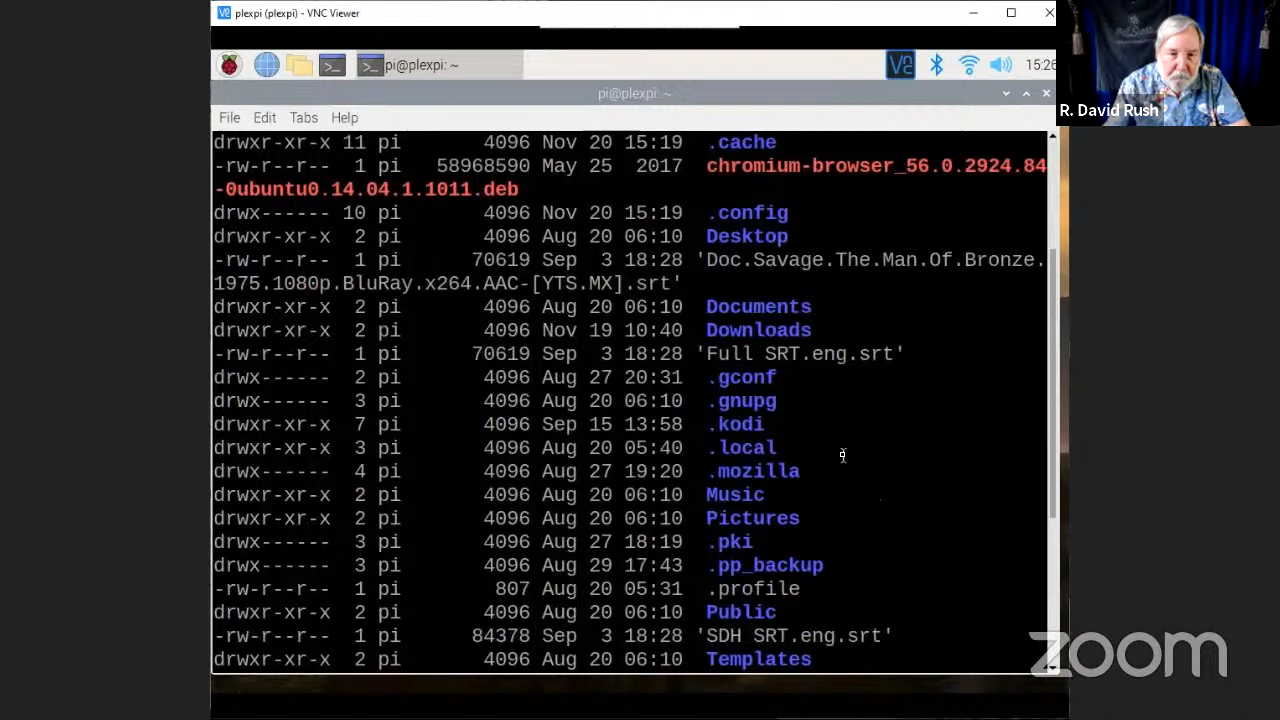 plexpi (plexpi) - VNC Viewer
pi@plexpi: ~
15:26
pi@plexpi: ~
R. David Rush
File Edit Tabs Help
drwxr-xr-x 11 pi 4096 Nov 20 15:19 .cache
-rw-r--r-- 1 pi 58968590 May 25 2017 chromium-browser_56.0.2924.84
-0ubuntu0.14.04.1.1011.deb
drwx------ 10 pi 4096 Nov 20 15:19 .config
drwxr-xr-x 2 pi 4096 Aug 20 06:10 Desktop
-rw-r--r-- 1 pi 70619 Sep 3 18:28 'Doc.Savage.The.Man.Of.Bronze.
1975.1080p.BluRay.x264.AAC-[YTS.MX].srt'
drwxr-xr-x 2 pi 4096 Aug 20 06:10 Documents
drwxr-xr-x 2 pi 4096 Nov 19 10:40 Downloads
-rw-r--r-- 1 pi 70619 Sep 3 18:28 'Full SRT.eng.srt'
drwx------ 2 pi 4096 Aug 27 20:31 .gconf
drwx------ 3 pi 4096 Aug 20 06:10 .gnupg
drwxr-xr-x 7 pi 4096 Sep 15 13:58 .kodi
drwxr-xr-x 3 pi 4096 Aug 20 05:40 .local
drwx------ 4 pi 4096 Aug 27 19:20 .mozilla
drwxr-xr-x 2 pi 4096 Aug 20 06:10 Music
drwxr-xr-x 2 pi 4096 Aug 20 06:10 Pictures
drwx------ 3 pi 4096 Aug 27 18:19 .pki
drwx------ 3 pi 4096 Aug 29 17:43 .pp_backup
-rw-r--r-- 1 pi 807 Aug 20 05:31 .profile
drwxr-xr-x 2 pi 4096 Aug 20 06:10 Public
-rw-r--r-- 1 pi 84378 Sep 3 18:28 'SDH SRT.eng.srt'
drwxr-xr-x 2 pi 4096 Aug 20 06:10 Templates
zoom